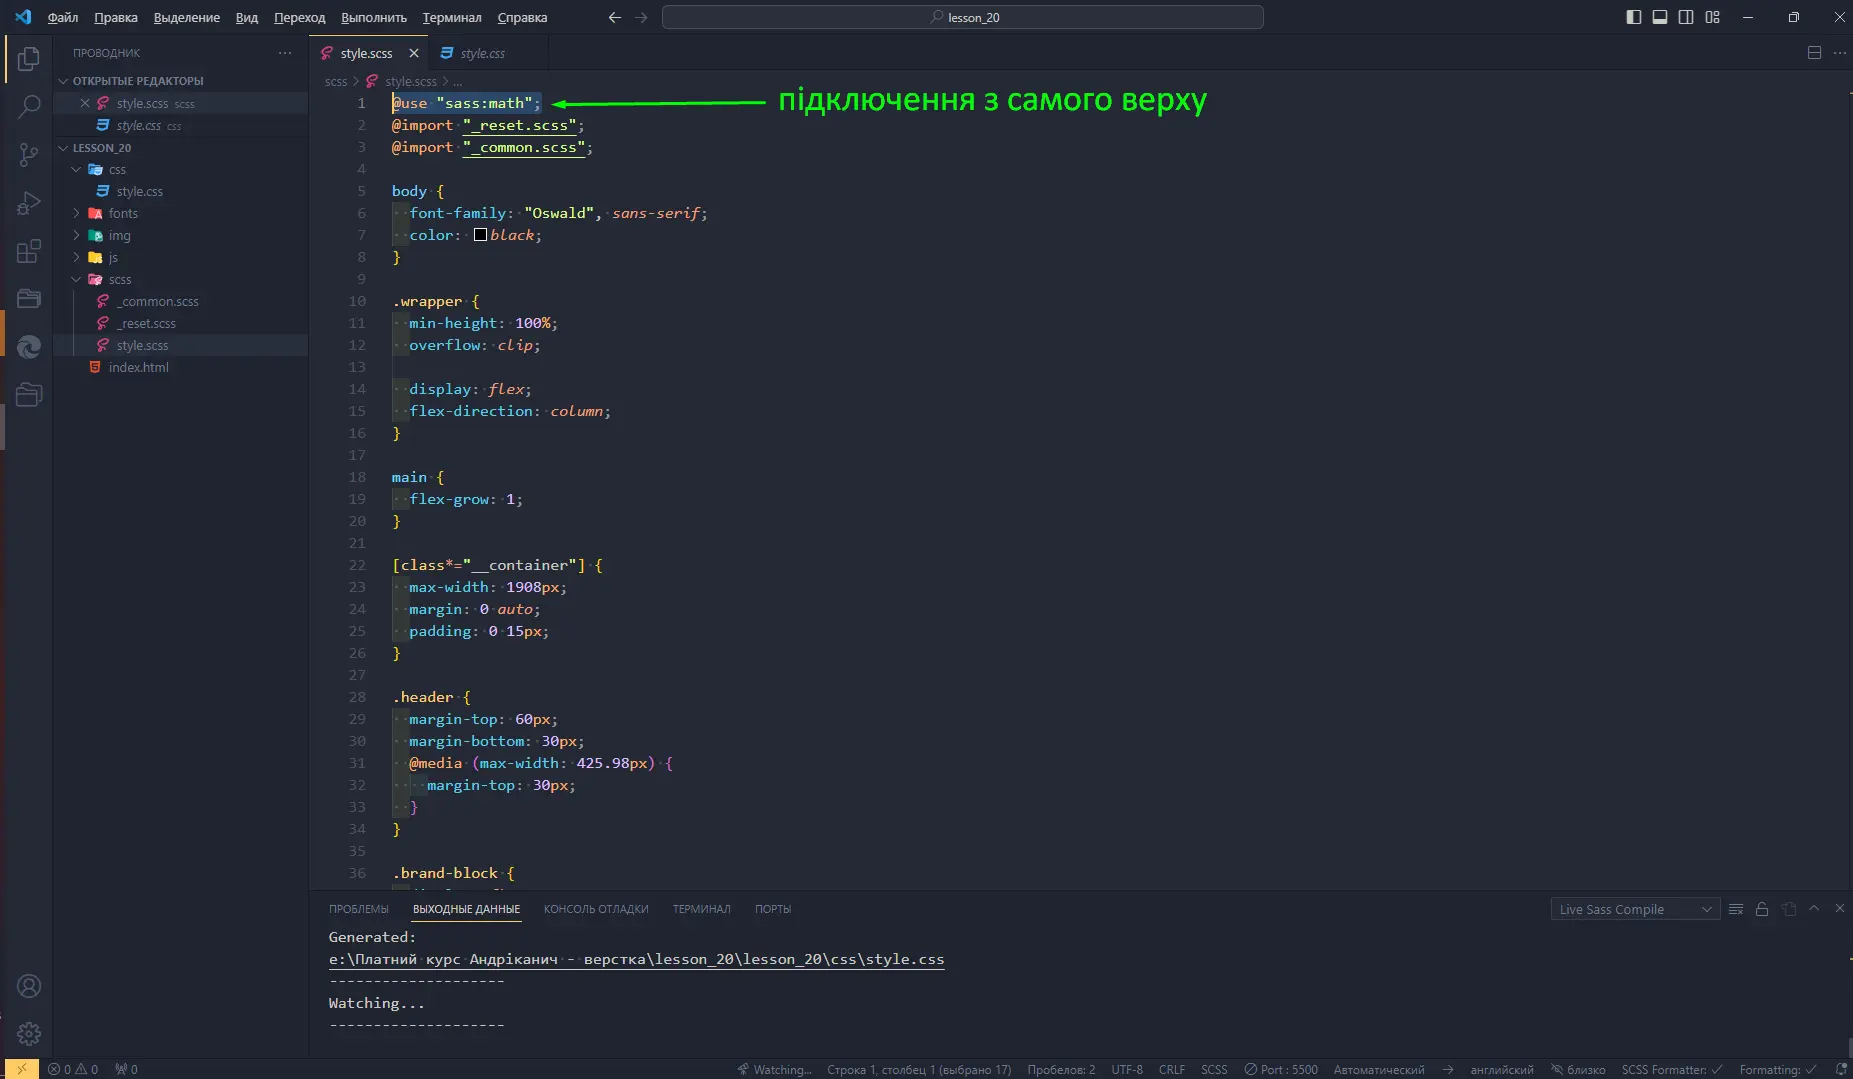 Файл Правка Выделение Вид Переход Выполнить Терминал Справка
lesson_20
ПРОВОДНИК
ОТКРЫТЫЕ РЕДАКТОРЫ
style.scss scss
style.css css
LESSON_20
css
style.css
fonts
img
js
scss
_common.scss
_reset.scss
style.scss
index.html
style.scss style.css
scss > style.scss > ...
1 @use "sass:math"; підключення з самого верху
2 @import "_reset.scss";
3 @import "_common.scss";
4
5 body {
6 font-family: "Oswald", sans-serif;
7 color: black;
8 }
9
10 .wrapper {
11 min-height: 100%;
12 overflow: clip;
13
14 display: flex;
15 flex-direction: column;
16 }
17
18 main {
19 flex-grow: 1;
20 }
21
22 [class*="__container"] {
23 max-width: 1908px;
24 margin: 0 auto;
25 padding: 0 15px;
26 }
27
28 .header {
29 margin-top: 60px;
30 margin-bottom: 30px;
31 @media (max-width: 425.98px) {
32 margin-top: 30px;
33 }
34 }
35
36 .brand-block {
ПРОБЛЕМЫ ВЫХОДНЫЕ ДАННЫЕ КОНСОЛЬ ОТЛАДКИ ТЕРМИНАЛ ПОРТЫ
Live Sass Compile
Generated:
e:\Платний курс Андріканич - верстка\lesson_20\lesson_20\css\style.css
--------------------
Watching...
--------------------
0 0 0 Watching... Строка 1, столбец 1 (выбрано 17) Пробелов: 2 UTF-8 CRLF SCSS Port : 5500 Автоматический → английский близко SCSS Formatter: ✓ Formatting: ✓